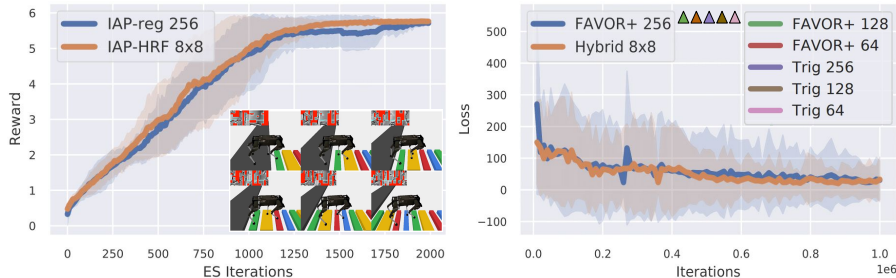 IAP-reg 256
IAP-HRF 8x8
6
5
4
3
2
1
0
Reward
0 250 500 750 1000 1250 1500 1750 2000
ES Iterations
FAVOR+ 256
Hybrid 8x8
FAVOR+ 128
FAVOR+ 64
Trig 256
Trig 128
Trig 64
500
400
300
200
100
0
−100
Loss
0.0 0.2 0.4 0.6 0.8 1.0
1e6
Iterations